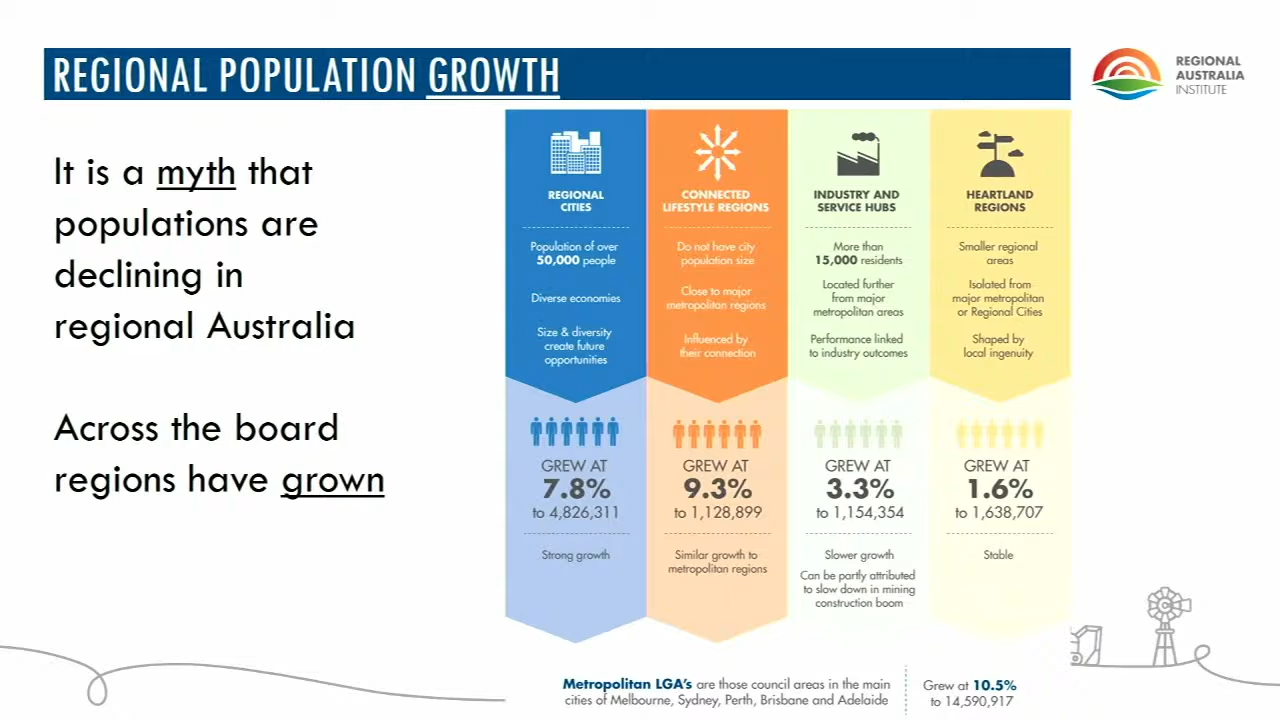 REGIONAL POPULATION GROWTH
REGIONAL
AUSTRALIA
INSTITUTE
It is a myth that
populations are
declining in
regional Australia
Across the board
regions have grown
REGIONAL
CITIES
Population of over
50,000 people
Diverse economies
Size & diversity
create future
opportunities
GREW AT
7.8%
to 4,826,311
Strong growth
CONNECTED
LIFESTYLE REGIONS
Do not have city
population size
Close to major
metropolitan regions
Influenced by
their connection
GREW AT
9.3%
to 1,128,899
Similar growth to
metropolitan regions
INDUSTRY AND
SERVICE HUBS
More than
15,000 residents
Located further
from major
metropolitan areas
Performance linked
to industry outcomes
GREW AT
3.3%
to 1,154,354
Slower growth
Can be partly attributed
to slow down in mining
construction boom
HEARTLAND
REGIONS
Smaller regional
areas
Isolated from
major metropolitan
or Regional Cities
Shaped by
local ingenuity
GREW AT
1.6%
to 1,638,707
Stable
Metropolitan LGA's are those council areas in the main
cities of Melbourne, Sydney, Perth, Brisbane and Adelaide
Grew at 10.5%
to 14,590,917